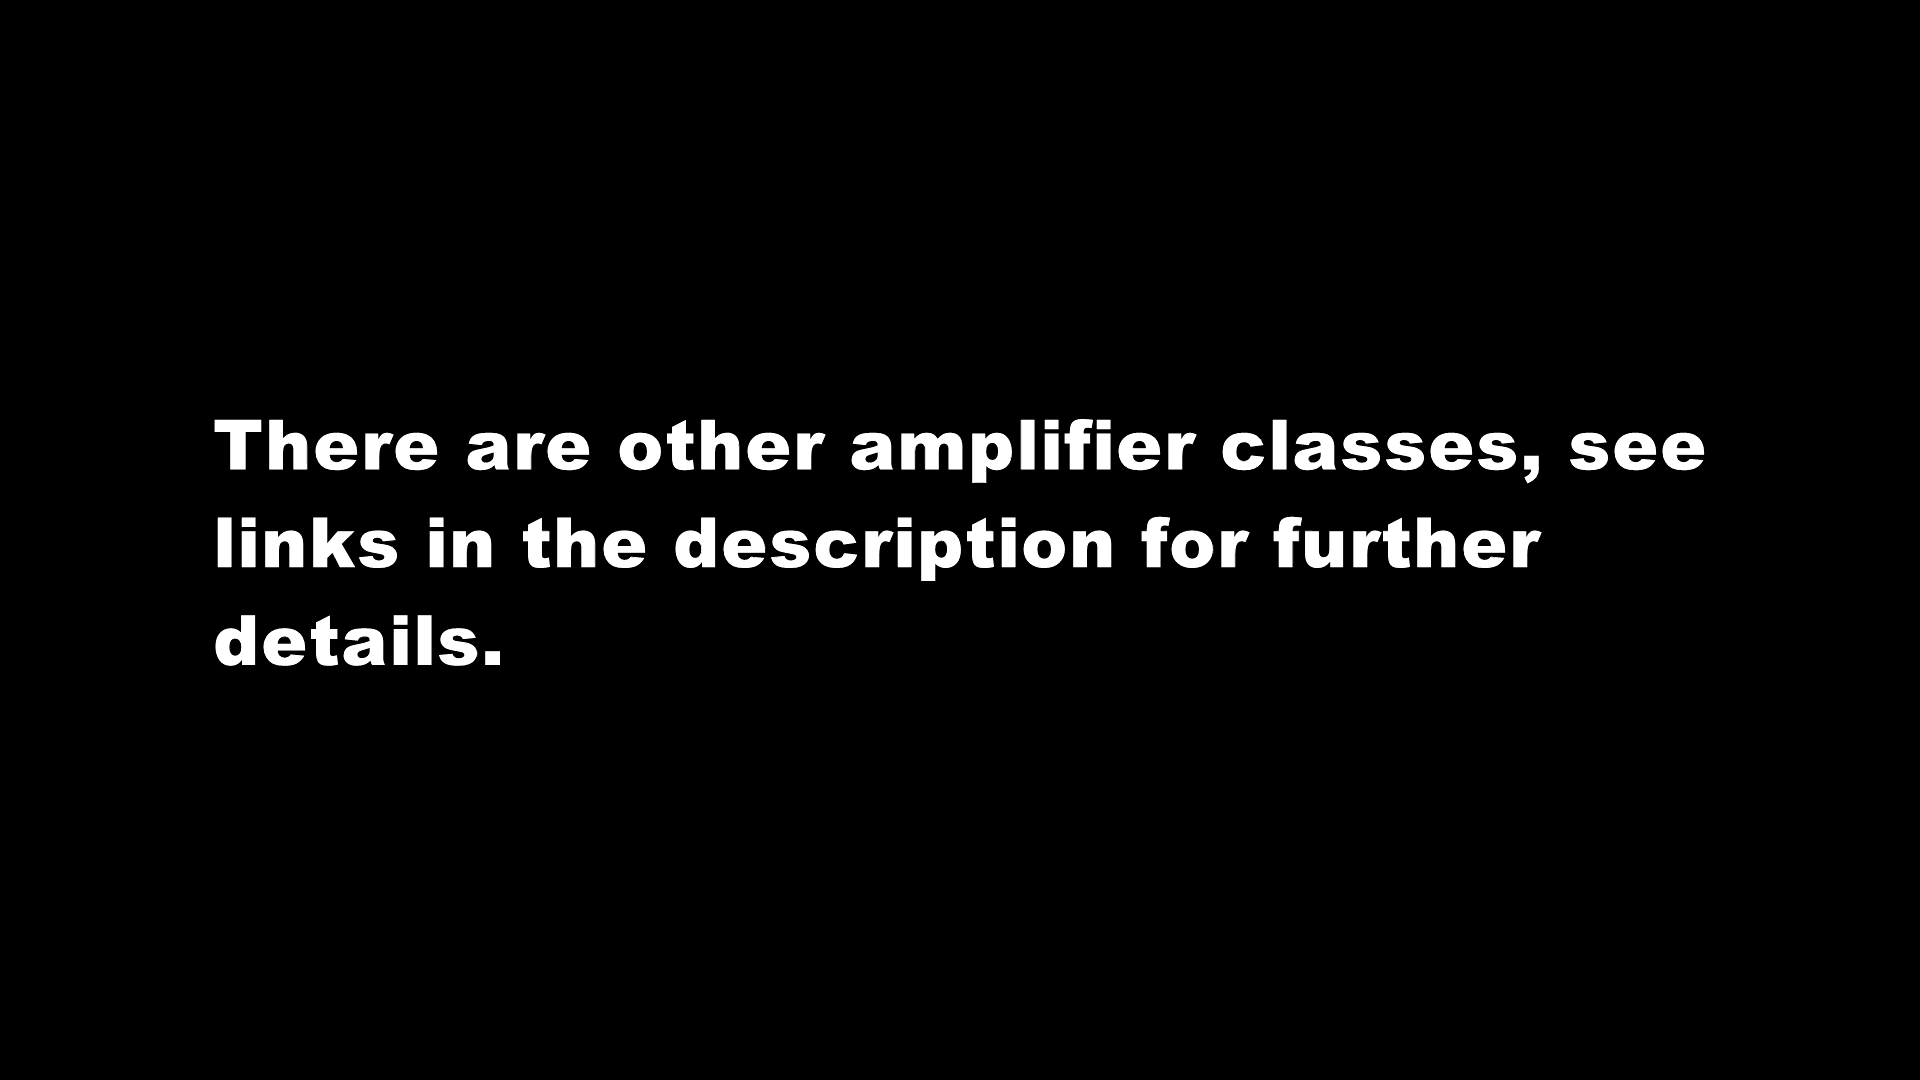 There are other amplifier classes, see
links in the description for further
details.